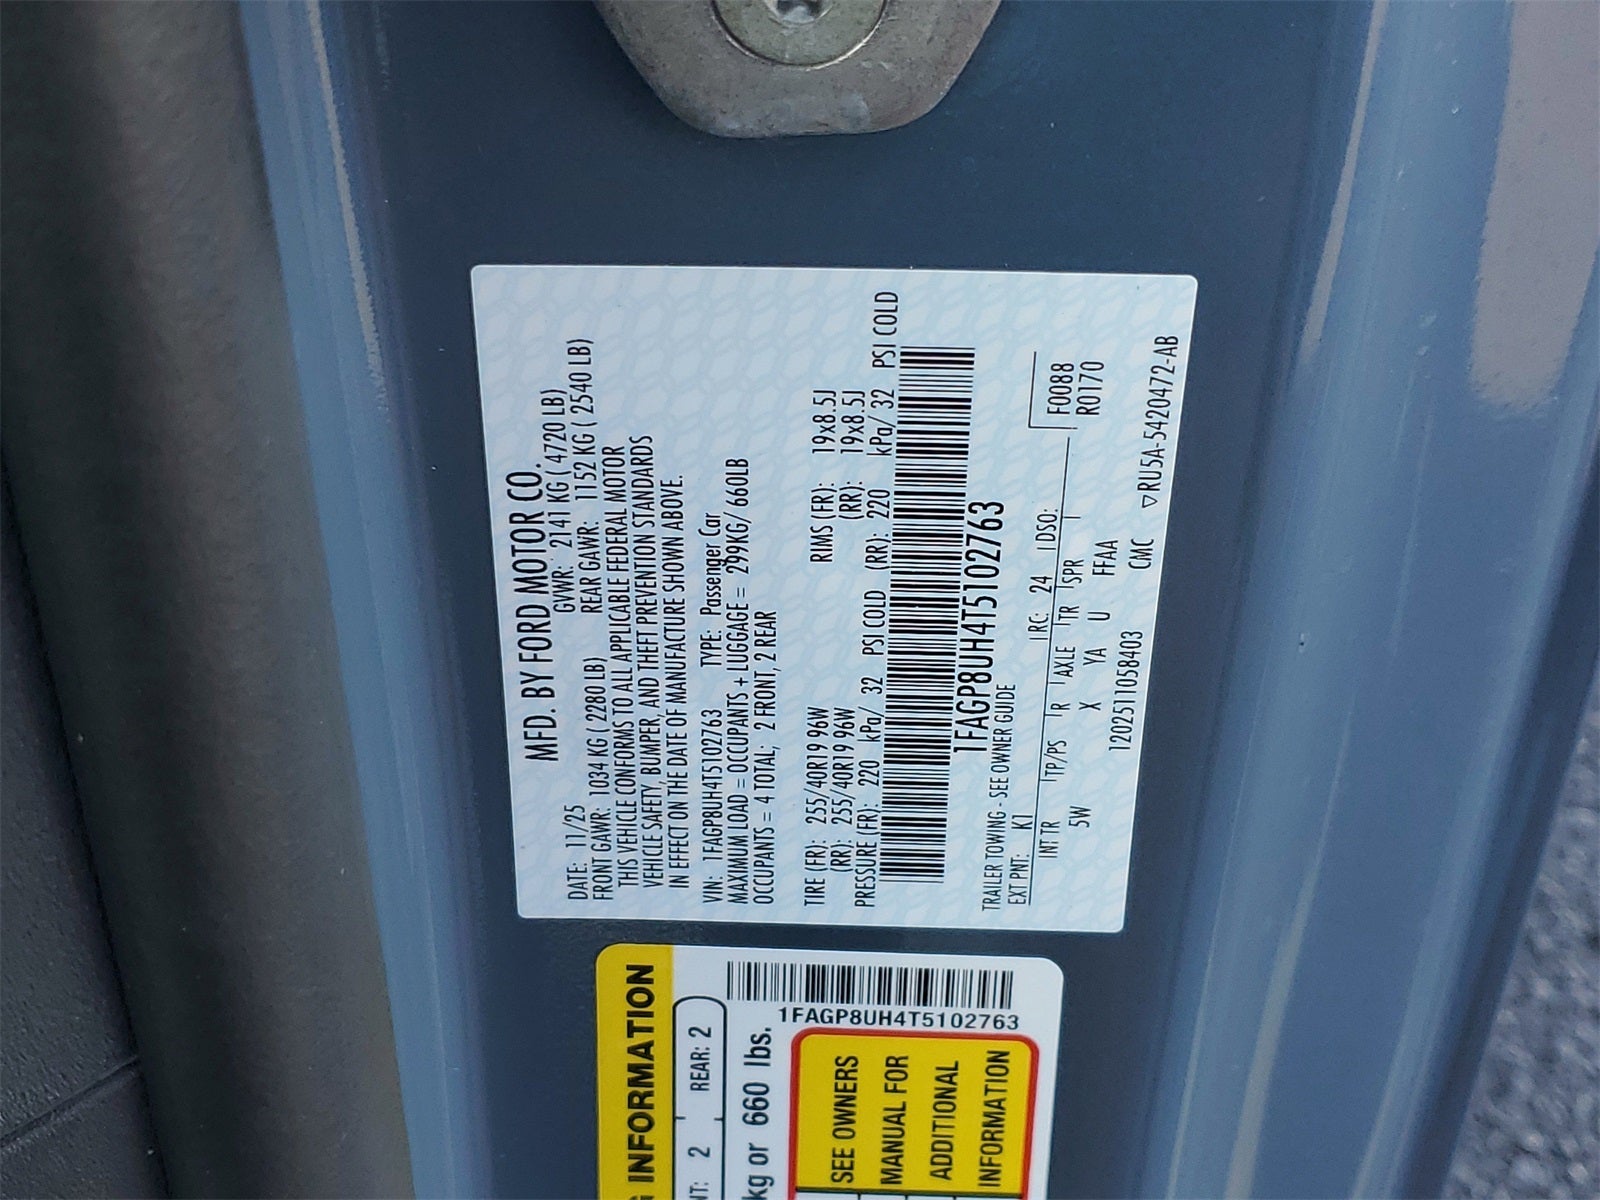 MFD. BY FORD MOTOR CO.
DATE: 11/25 GVWR: 2141 KG ( 4720 LB)
FRONT GAWR: 1034 KG ( 2280 LB) REAR GAWR: 1152 KG ( 2540 LB)
THIS VEHICLE CONFORMS TO ALL APPLICABLE FEDERAL MOTOR
VEHICLE SAFETY, BUMPER, AND THEFT PREVENTION STANDARDS
IN EFFECT ON THE DATE OF MANUFACTURE SHOWN ABOVE.
VIN: 1FAGP8UH4T5102763 TYPE: Passenger Car
MAXIMUM LOAD = OCCUPANTS + LUGGAGE = 299KG/ 660LB
OCCUPANTS = 4 TOTAL; 2 FRONT, 2 REAR
TIRE (FR): 255/40R19 96W RIMS (FR): 19x8.5J
(RR): 255/40R19 96W (RR): 19x8.5J
PRESSURE (FR): 220 kPa/ 32 PSI COLD (RR): 220 kPa/ 32 PSI COLD
1FAGP8UH4T5102763
TRAILER TOWING - SEE OWNER GUIDE
EXT PNT: K1 RC: 24 DSO: F0088
INT TR TP/PS R AXLE TR SPR R0170
5W X YA U FFAA
1202511058403 CMC ▽RU5A-5420472-AB
INFORMATION
2 REAR: 2
kg or 660 lbs.
1FAGP8UH4T5102763
SEE OWNERS
MANUAL FOR
ADDITIONAL
INFORMATION